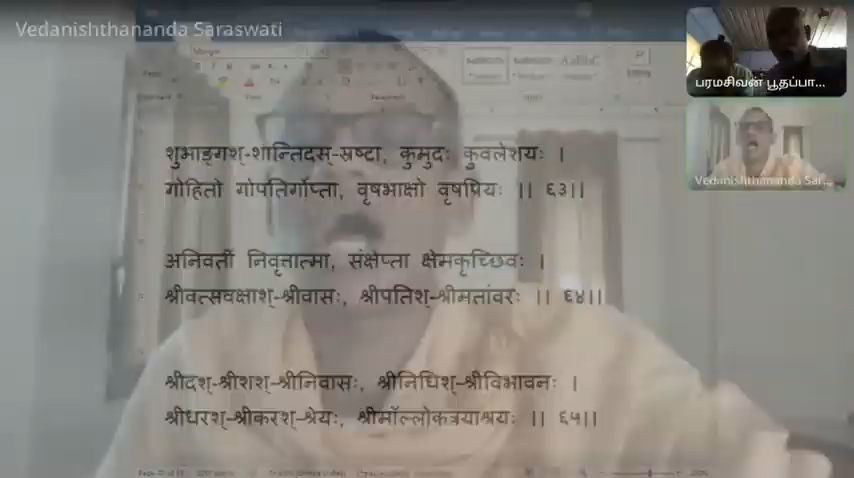 Vedanishthananda Saraswati
பரமசிவன் பூதப்பா...
Vedanishthananda Sar...
शुभाङ्गश्-शान्तिदस्-स्रष्टा, कुमुदः कुवलेशयः ।
गोहितो गोपतिर्गोप्ता, वृषभाक्षो वृषप्रियः ।। ६३।।
अनिवर्ती निवृत्तात्मा, संक्षेप्ता क्षेमकृच्छिवः ।
श्रीवत्सवक्षाश्-श्रीवासः, श्रीपतिश्-श्रीमतांवरः ।। ६४।।
श्रीदश्-श्रीशश्-श्रीनिवासः, श्रीनिधिश्-श्रीविभावनः ।
श्रीधरश्-श्रीकरश्-श्रेयः, श्रीमाँल्लोकत्रयाश्रयः ।। ६५।।